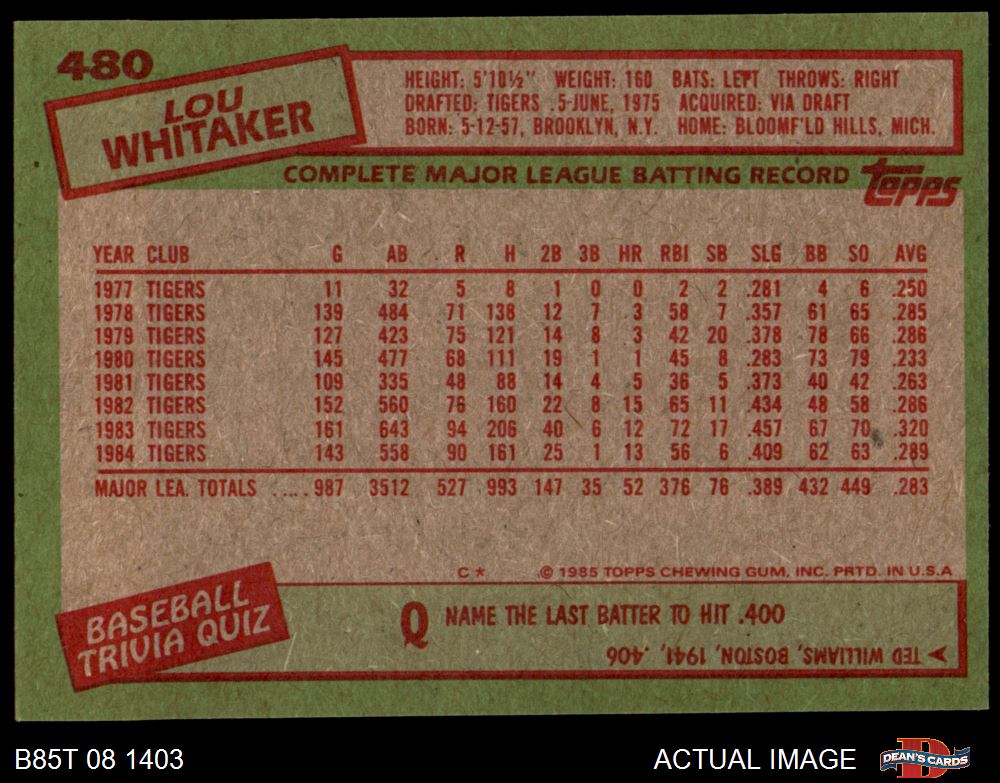 480
LOU
WHITAKER
HEIGHT: 5'10½" WEIGHT: 160 BATS: LEFT THROWS: RIGHT
DRAFTED: TIGERS .5-JUNE, 1975 ACQUIRED: VIA DRAFT
BORN: 5-12-57, BROOKLYN, N.Y. HOME: BLOOMF'LD HILLS, MICH.
COMPLETE MAJOR LEAGUE BATTING RECORD
Topps
YEAR CLUB G AB R H 2B 3B HR RBI SB SLG BB SO AVG
1977 TIGERS 11 32 5 8 1 0 0 2 2 .281 4 6 .250
1978 TIGERS 139 484 71 138 12 7 3 58 7 .357 61 65 .285
1979 TIGERS 127 423 75 121 14 8 3 42 20 .378 78 66 .286
1980 TIGERS 145 477 68 111 19 1 1 45 8 .283 73 79 .233
1981 TIGERS 109 335 48 88 14 4 5 36 5 .373 40 42 .263
1982 TIGERS 152 560 76 160 22 8 15 65 11 .434 48 58 .286
1983 TIGERS 161 643 94 206 40 6 12 72 17 .457 67 70 .320
1984 TIGERS 143 558 90 161 25 1 13 56 6 .409 62 63 .289
MAJOR LEA. TOTALS ..... 987 3512 527 993 147 35 52 376 76 .389 432 449 .283
C * © 1985 TOPPS CHEWING GUM, INC. PRTD. IN U.S.A
BASEBALL
TRIVIA QUIZ
Q NAME THE LAST BATTER TO HIT .400
TED WILLIAMS, BOSTON, 1941, .406
B85T 08 1403 ACTUAL IMAGE D DEAN'S CARDS